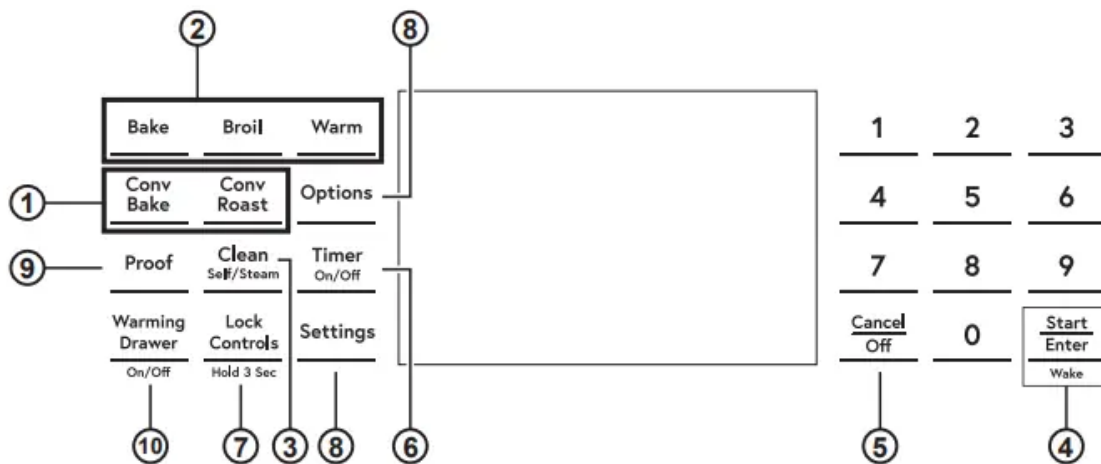 2
8
Bake Broil Warm
1 2 3
1
Conv Bake
Conv Roast
Options
4 5 6
9
Proof
Clean
Self/Steam
Timer
On/Off
7 8 9
Warming
Drawer
On/Off
Lock
Controls
Hold 3 Sec
Settings
Cancel
Off
0
Start
Enter
Wake
10 7 3 8 6 5 4